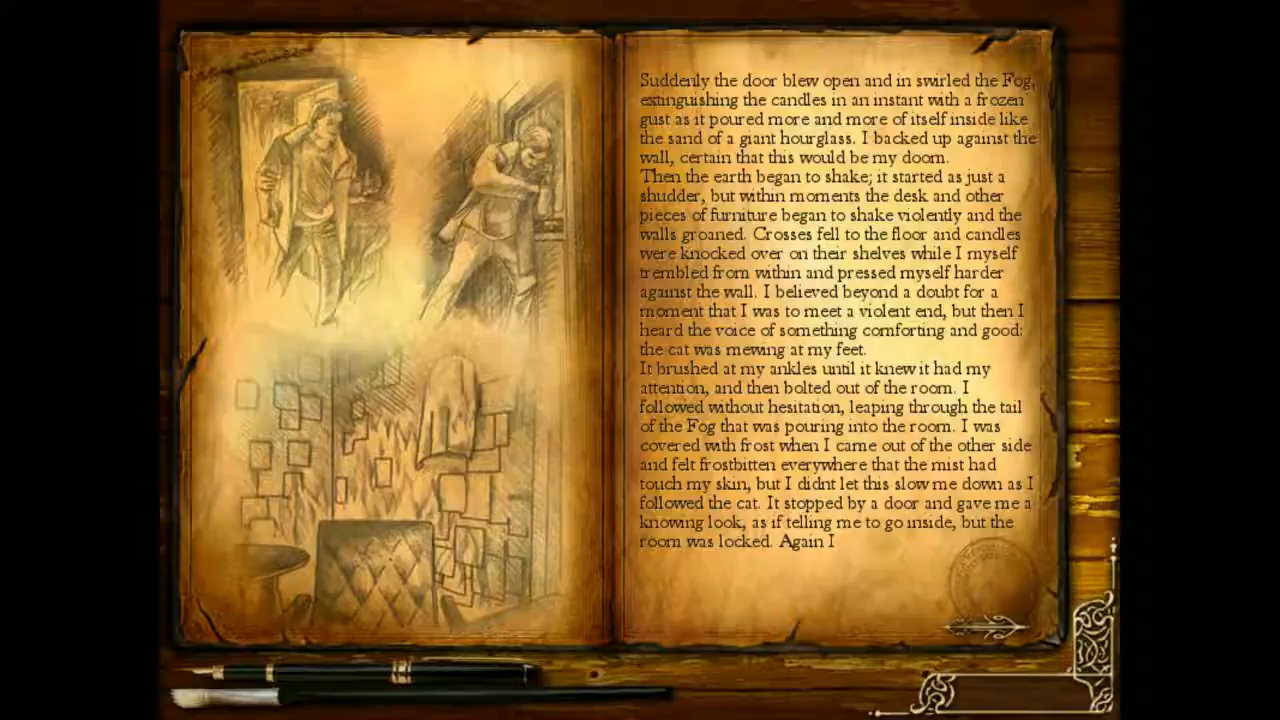 Suddenly the door blew open and in swirled the Fog,
extinguishing the candles in an instant with a frozen
gust as it poured more and more of itself inside like
the sand of a giant hourglass. I backed up against the
wall, certain that this would be my doom.
Then the earth began to shake; it started as just a
shudder, but within moments the desk and other
pieces of furniture began to shake violently and the
walls groaned. Crosses fell to the floor and candles
were knocked over on their shelves while I myself
trembled from within and pressed myself harder
against the wall. I believed beyond a doubt for a
moment that I was to meet a violent end, but then I
heard the voice of something comforting and good:
the cat was mewing at my feet.
It brushed at my ankles until it knew it had my
attention, and then bolted out of the room. I
followed without hesitation, leaping through the tail
of the Fog that was pouring into the room. I was
covered with frost when I came out of the other side
and felt frostbitten everywhere that the mist had
touch my skin, but I didnt let this slow me down as I
followed the cat. It stopped by a door and gave me a
knowing look, as if telling me to go inside, but the
room was locked. Again I